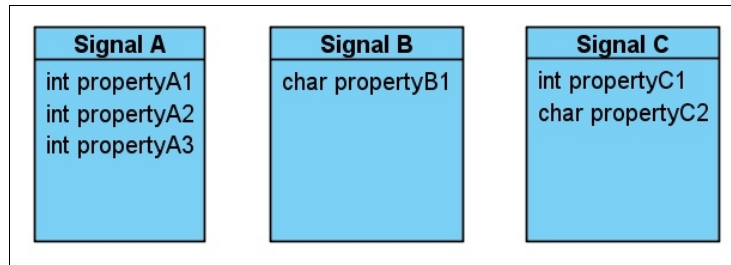 Signal A
int propertyA1
int propertyA2
int propertyA3
Signal B
char propertyB1
Signal C
int propertyC1
char propertyC2